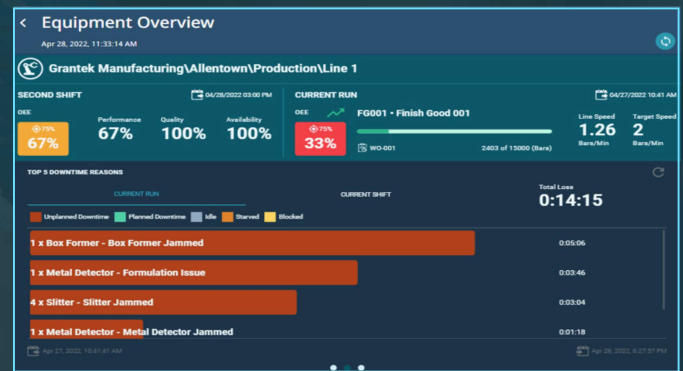 Equipment Overview
Apr 28, 2022, 11:33:14 AM
Grantek Manufacturing\Allentown\Production\Line 1
SECOND SHIFT
04/28/2022 03:00 PM
OEE
75%
67%
Performance
67%
Quality
100%
Availability
100%
CURRENT RUN
04/27/2022 10:41 AM
OEE
75%
33%
FG001 • Finish Good 001
WO-001
2403 of 15000 (Bars)
Line Speed
1.26
Bars/Min
Target Speed
2
Bars/Min
TOP 5 DOWNTIME REASONS
CURRENT RUN
CURRENT SHIFT
Total Loss
0:14:15
Unplanned Downtime Planned Downtime Idle Starved Blocked
1 x Box Former - Box Former Jammed 0:05:06
1 x Metal Detector - Formulation Issue 0:03:46
4 x Slitter - Slitter Jammed 0:03:04
1 x Metal Detector - Metal Detector Jammed 0:01:18
Apr 27, 2022, 10:41:41 AM
Apr 28, 2022, 6:27:57 PM